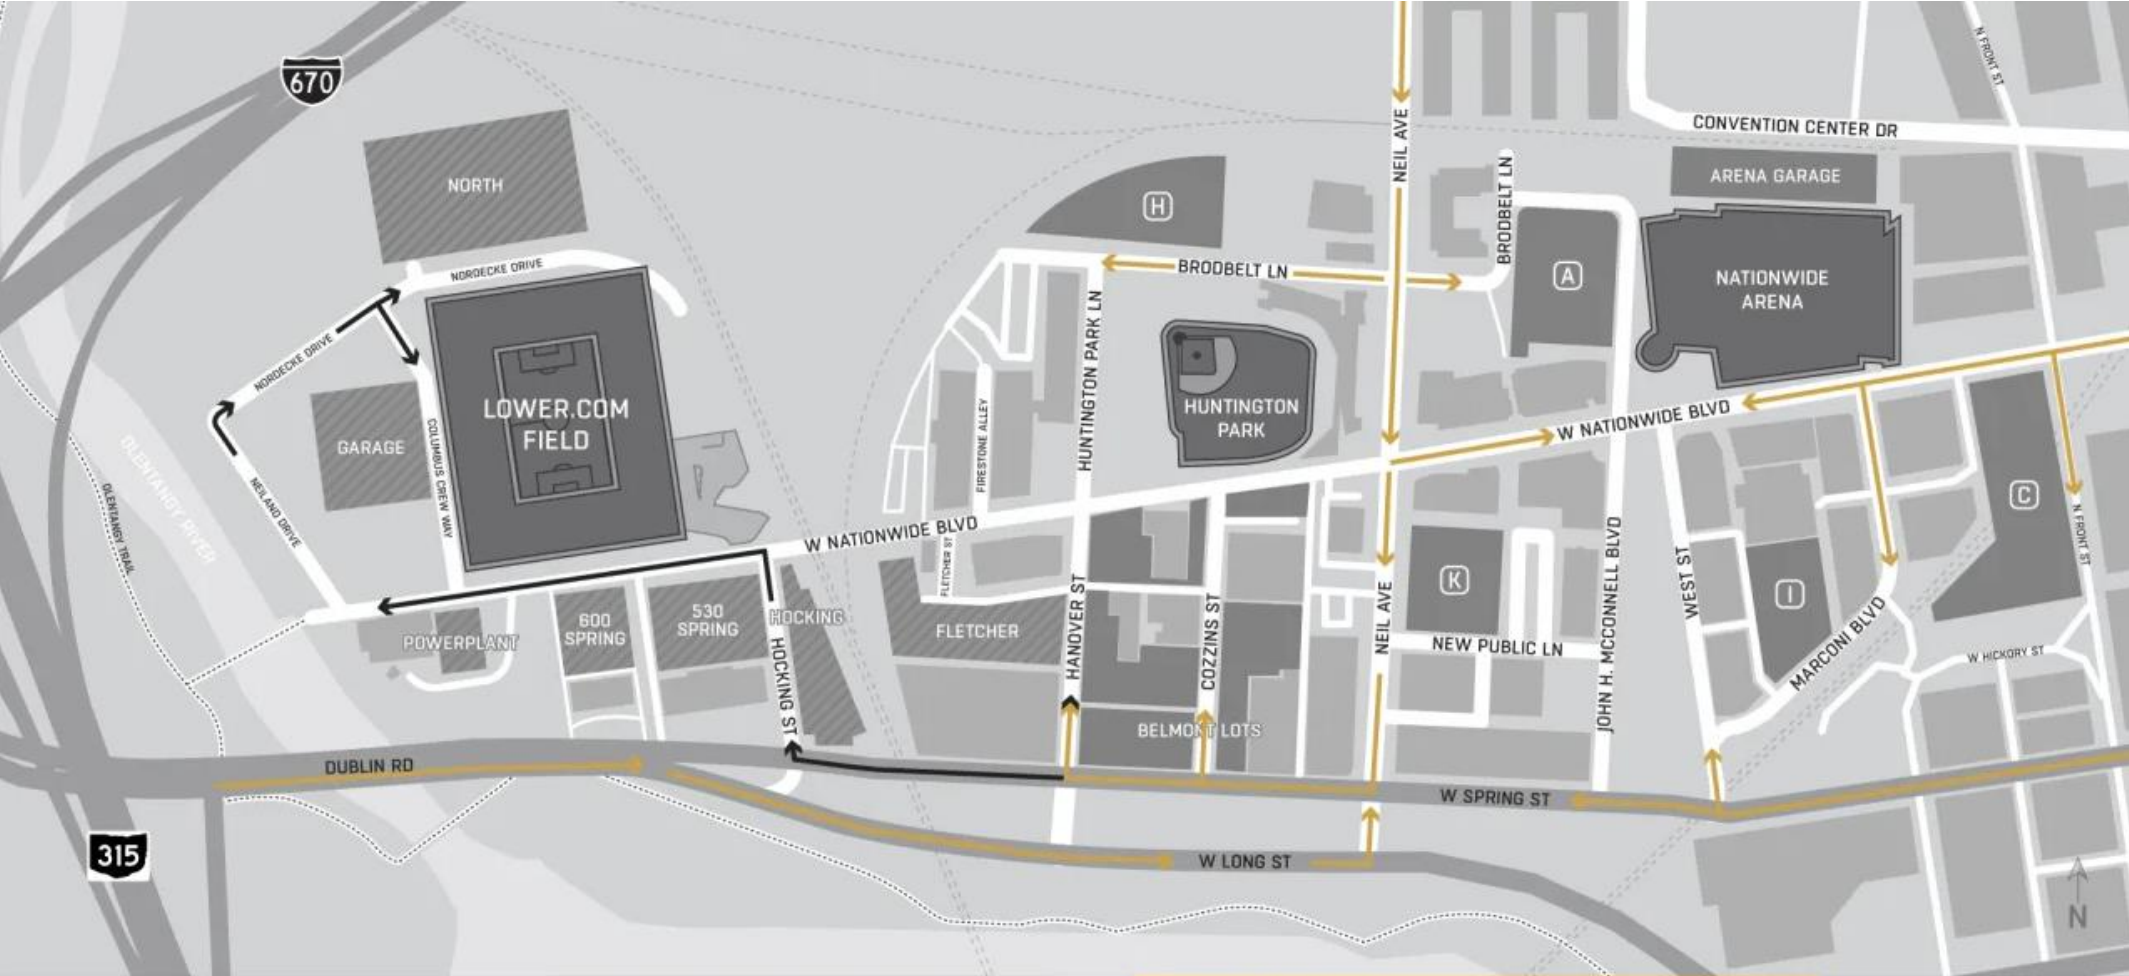 670
NEIL AVE
N FRONT ST
CONVENTION CENTER DR
NORTH
ARENA GARAGE
BRODBELT LN
H
NORDECKE DRIVE
BRODBELT LN
A
NATIONWIDE
ARENA
NORDECKE DRIVE
HUNTINGTON PARK LN
LOWER.COM
FIELD
HUNTINGTON
PARK
W NATIONWIDE BLVD
GARAGE
COLUMBUS CREW WAY
FIRESTONE ALLEY
OLENTANGY RIVER
OLENTANGY TRAIL
NEILAND DRIVE
C
N FRONT ST
W NATIONWIDE BLVD
FLETCHER ST
JOHN H. MCCONNELL BLVD
WEST ST
K
I
HANOVER ST
COZZINS ST
NEIL AVE
600
SPRING
530
SPRING
HOCKING
FLETCHER
POWERPLANT
HOCKING ST
NEW PUBLIC LN
MARCONI BLVD
W HICKORY ST
BELMONT LOTS
DUBLIN RD
W SPRING ST
315
W LONG ST
N